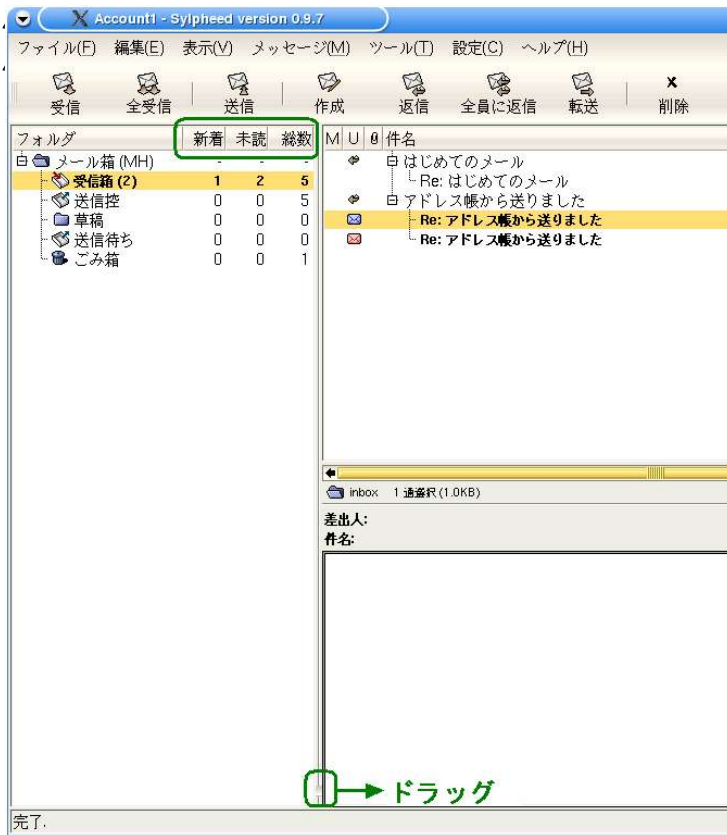 Account1 - Sylpheed version 0.9.7
ファイル(F) 編集(E) 表示(V) メッセージ(M) ツール(T) 設定(C) ヘルプ(H)
受信 全受信 送信 作成 返信 全員に返信 転送 削除
フォルダ 新着 未読 総数 M U 件名
メール箱 (MH) - - -
受信箱 (2) 1 2 5
送信控 0 0 5
草稿 0 0 0
送信待ち 0 0 0
ごみ箱 0 0 1
はじめてのメール
Re: はじめてのメール
アドレス帳から送りました
Re: アドレス帳から送りました
Re: アドレス帳から送りました
inbox 1 通選択 (1.0KB)
差出人:
件名:
ドラッグ
完了.